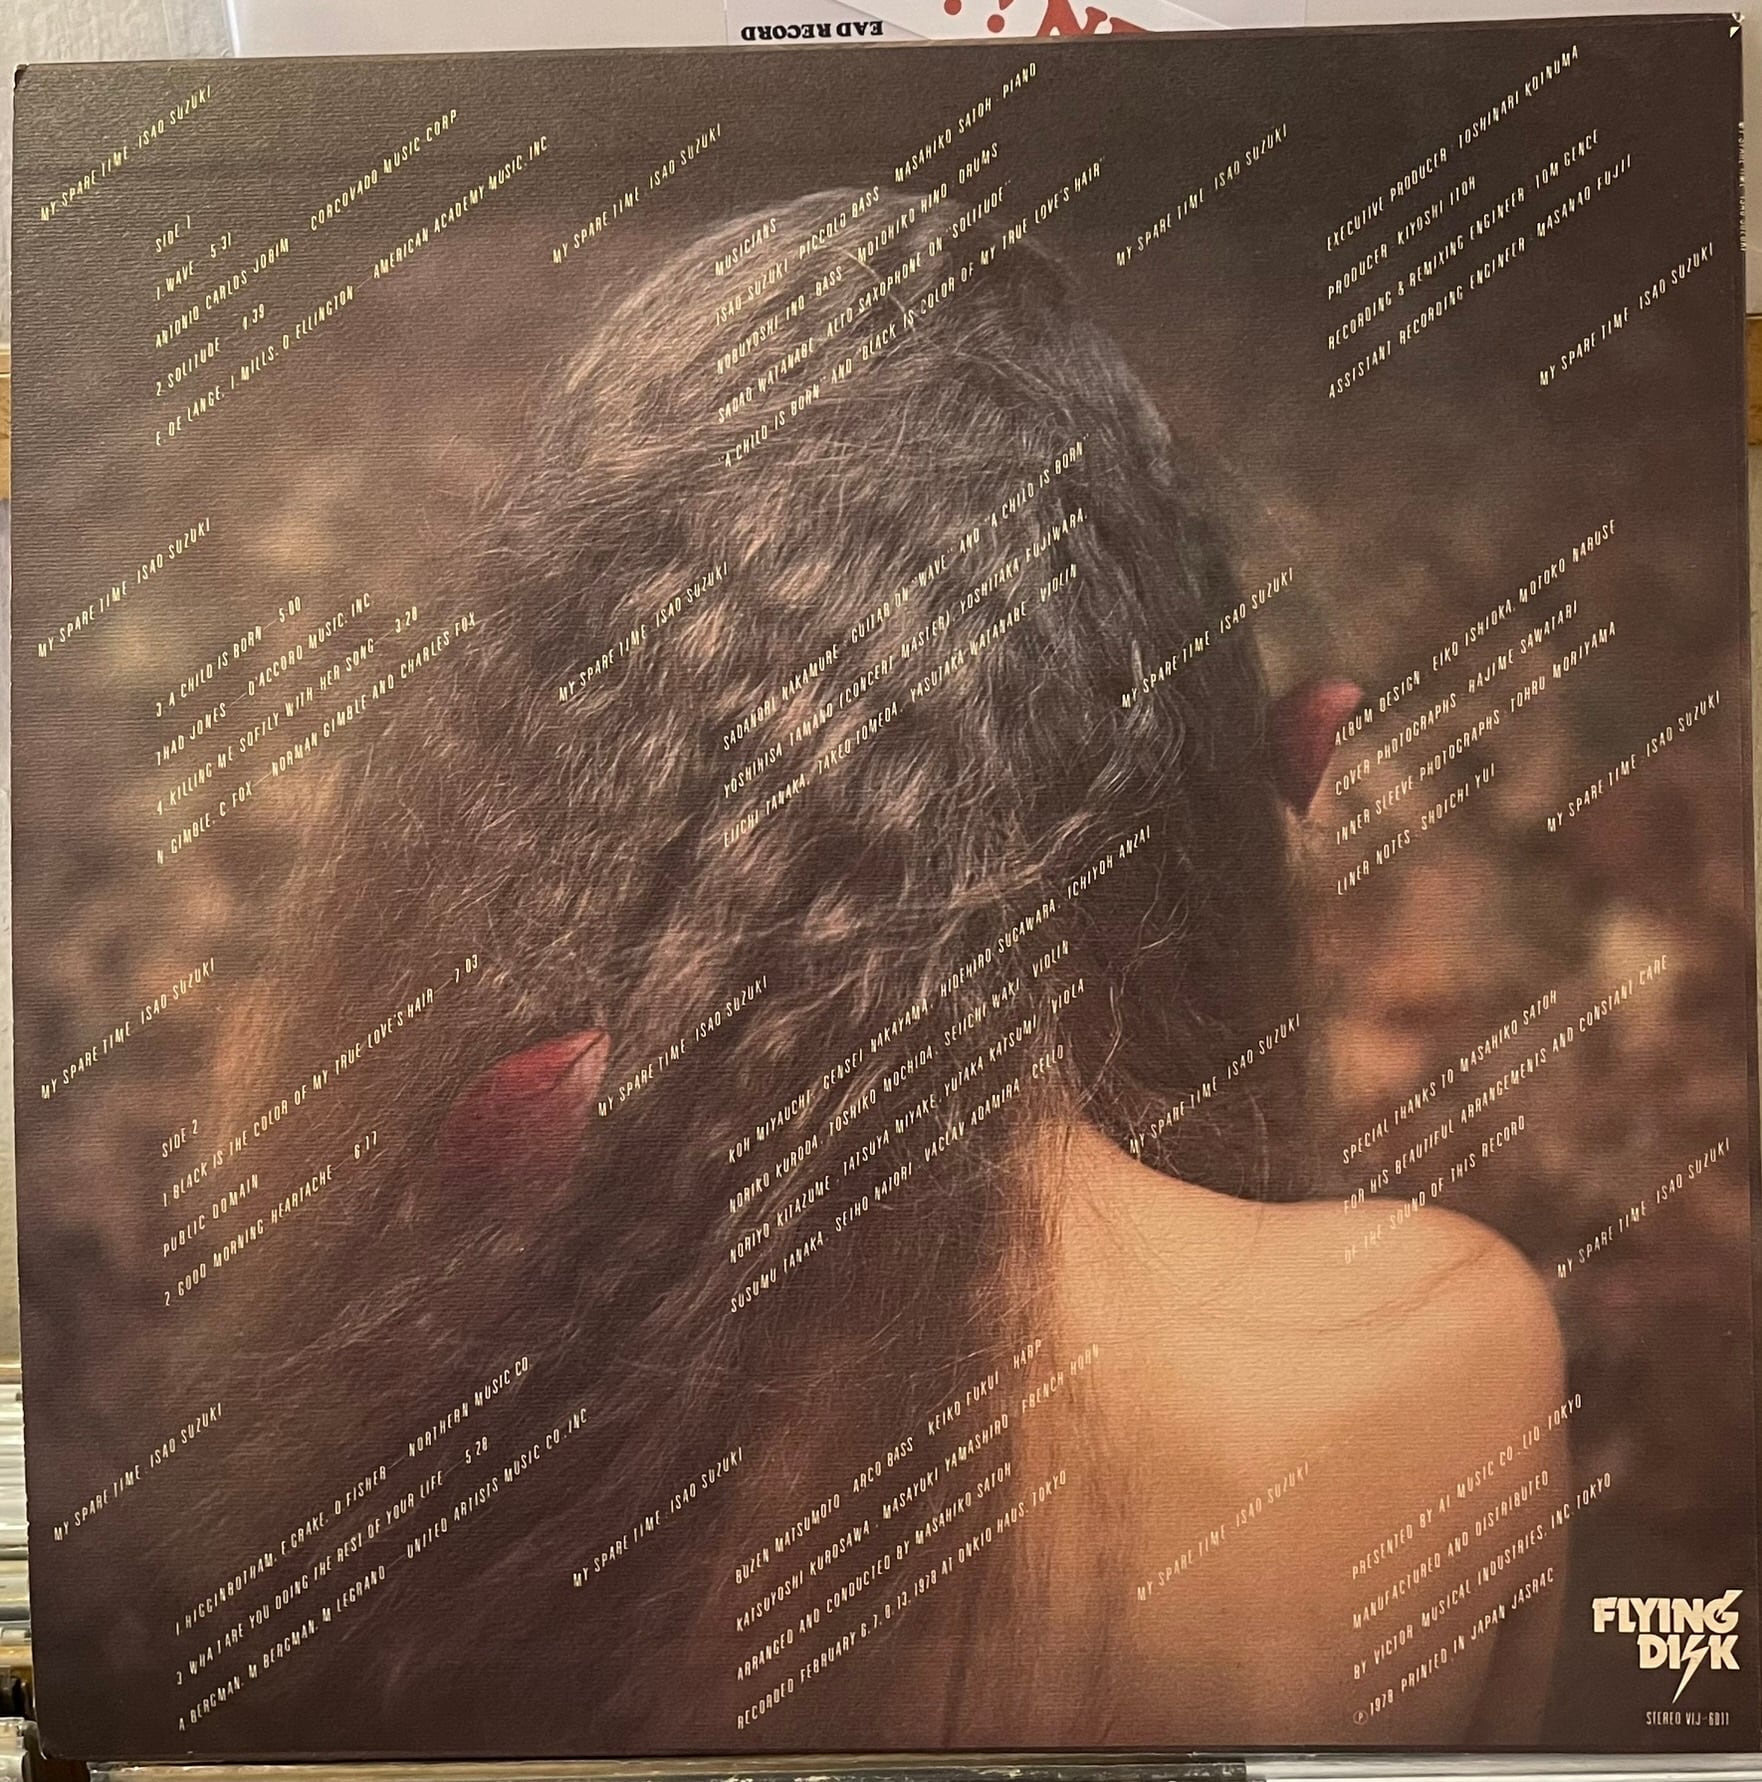 EAD RECORD
MY SPARE TIME . ISAO SUZUKI
SIDE 1
1. WAVE — 5:31
ANTONIO CARLOS JOBIM — CORCOVADO MUSIC CORP
2. SOLITUDE — 4:39
E. DE LANGE. I. MILLS. D. ELLINGTON — AMERICAN ACADEMY MUSIC. INC
MY SPARE TIME . ISAO SUZUKI
MUSICIANS
ISAO SUZUKI . PICCOLO BASS MASAHIKO SATOH . PIANO
NOBUYOSHI INO . BASS MOTOHIKO HINO . DRUMS
SADAO WATANABE . ALTO SAXOPHONE ON "SOLITUDE"
"A CHILD IS BORN" AND "BLACK IS COLOR OF MY TRUE LOVE'S HAIR"
MY SPARE TIME . ISAO SUZUKI
EXECUTIVE PRODUCER . TOSHINARI KOINUMA
PRODUCER . KIYOSHI ITOH
RECORDING & REMIXING ENGINEER . TOM GENCE
ASSISTANT RECORDING ENGINEER . MASANAO FUJII
MY SPARE TIME . ISAO SUZUKI
MY SPARE TIME . ISAO SUZUKI
3. A CHILD IS BORN — 5:00
THAD JONES — D'ACCORD MUSIC. INC
4. KILLING ME SOFTLY WITH HER SONG — 3:28
N. GIMBLE. C. FOX — NORMAN GIMBLE AND CHARLES FOX
MY SPARE TIME . ISAO SUZUKI
SADANORI NAKAMURE . GUITAR ON "WAVE" AND "A CHILD IS BORN"
YOSHIHISA TAMANO (CONCERT MASTER). YOSHITAKA FUJIWARA.
EIICHI TANAKA. TAKEO TOMEDA. YASUTAKA WATANABE . VIOLIN
MY SPARE TIME . ISAO SUZUKI
ALBUM DESIGN . EIKO ISHIOKA. MOTOKO NARUSE
COVER PHOTOGRAPHS . HAJIME SAWATARI
INNER SLEEVE PHOTOGRAPHS . TOHRU MORIYAMA
LINER NOTES . SHOICHI YUI
MY SPARE TIME . ISAO SUZUKI
MY SPARE TIME . ISAO SUZUKI
SIDE 2
1 BLACK IS THE COLOR OF MY TRUE LOVE'S HAIR — 7:03
PUBLIC DOMAIN
2. GOOD MORNING HEARTACHE — 6:17
MY SPARE TIME . ISAO SUZUKI
KOH MIYAUCHI. GENSEI NAKAYAMA. HIDEHIRO SUGAWARA. ICHIYOH ANZAI
NORIKO KURODA. TOSHIKO MOCHIDA. SEIICHI WAKI . VIOLIN
NORIYO KITAZUME . TATSUYA MIYAKE. YUTAKA KATSUMI . VIOLA
SUSUMU TANAKA. SEIHO NATORI. VACLAV ADAMIRA . CELLO
MY SPARE TIME . ISAO SUZUKI
SPECIAL THANKS TO MASAHIKO SATOH
FOR HIS BEAUTIFUL ARRANGEMENTS AND CONSTANT CARE
OF THE SOUND OF THIS RECORD
MY SPARE TIME . ISAO SUZUKI
MY SPARE TIME . ISAO SUZUKI
I HIGGINBOTHAM. E. GRAKE. D. FISHER — NORTHERN MUSIC CO.
3 WHAT ARE YOU DOING THE REST OF YOUR LIFE — 5:28
A. BERGMAN. M. BERGMAN. M. LEGRAND — UNITED ARTISTS MUSIC CO., INC
MY SPARE TIME . ISAO SUZUKI
BUZEN MATSUMOTO . ARCO BASS KEIKO FUKUI . HARP
KATSUYOSHI KUROSAWA . MASAYUKI YAMASHIRO . FRENCH HORN
ARRANGED AND CONDUCTED BY MASAHIKO SATOH
RECORDED FEBRUARY 6. 7. 8. 13. 1978 AT ONKIO HAUS. TOKYO
MY SPARE TIME . ISAO SUZUKI
PRESENTED BY AI MUSIC CO., LTD. TOKYO
MANUFACTURED AND DISTRIBUTED
BY VICTOR MUSICAL INDUSTRIES. INC. TOKYO
Ⓟ 1978 PRINTED IN JAPAN JASRAC
FLYING
DISK
STEREO VIJ-6011